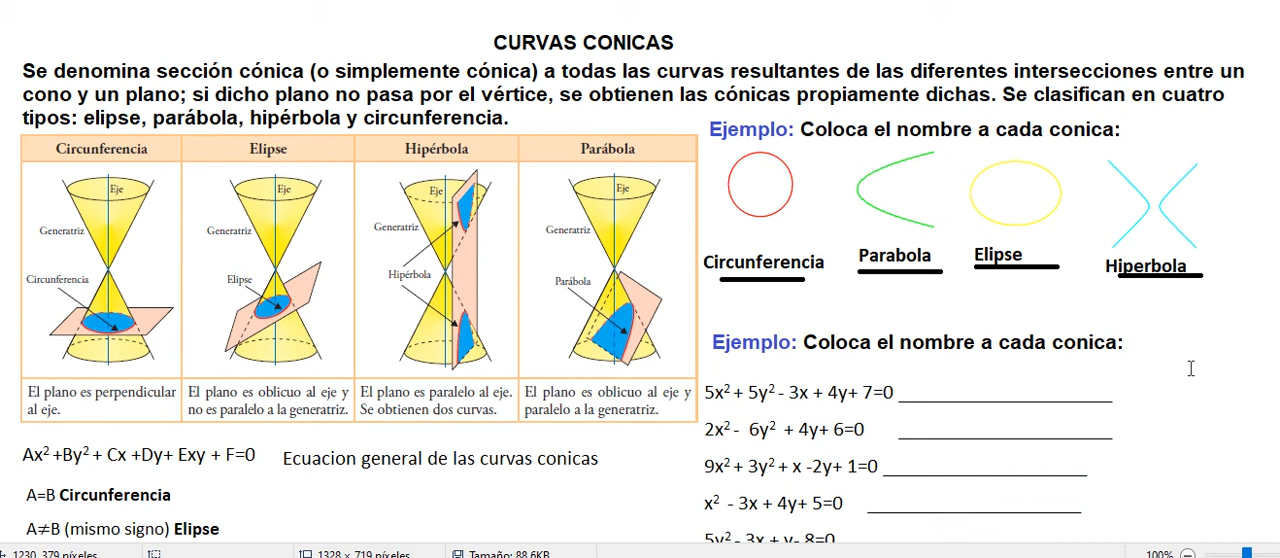 CURVAS CONICAS
Se denomina sección cónica (o simplemente cónica) a todas las curvas resultantes de las diferentes intersecciones entre un
cono y un plano; si dicho plano no pasa por el vértice, se obtienen las cónicas propiamente dichas. Se clasifican en cuatro
tipos: elipse, parábola, hipérbola y circunferencia.
Circunferencia
Eje
Generatriz
Circunferencia
El plano es perpendicular
al eje.
Elipse
Eje
Generatriz
Elipse
El plano es oblicuo al eje y
no es paralelo a la generatriz.
Hipérbola
Eje
Generatriz
Hipérbola
El plano es paralelo al eje.
Se obtienen dos curvas.
Parábola
Eje
Generatriz
Parábola
El plano es oblicuo al eje y
paralelo a la generatriz.
Ax² +By² + Cx +Dy+ Exy + F=0 Ecuacion general de las curvas conicas
A=B Circunferencia
A≠B (mismo signo) Elipse
Ejemplo: Coloca el nombre a cada conica:
Circunferencia Parabola Elipse Hiperbola
Ejemplo: Coloca el nombre a cada conica:
5x² + 5y² - 3x + 4y+ 7=0
2x² - 6y² + 4y+ 6=0
9x² + 3y² + x -2y+ 1=0
x² - 3x + 4y+ 5=0
5y² - 3x + y- 8=0
1230, 379 píxeles 1328 × 719 píxeles Tamaño: 88.6KB 100%